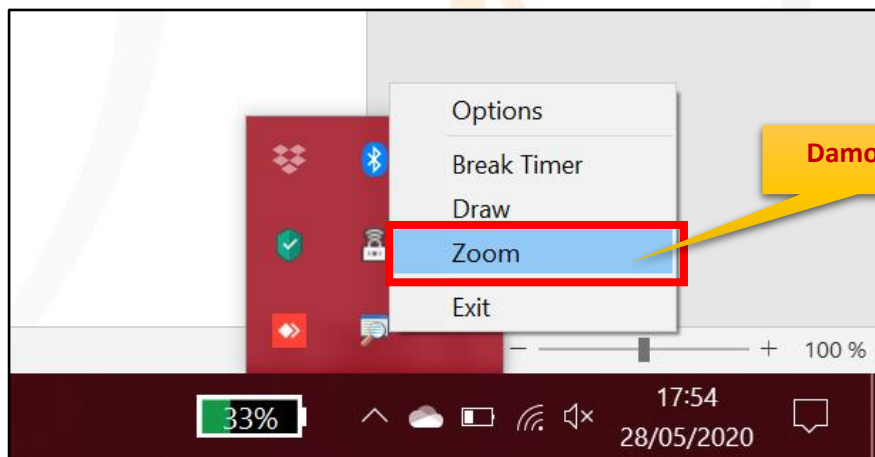 Options
Break Timer
Damo
Draw
Zoom
Exit
100 %
33%
17:54
28/05/2020